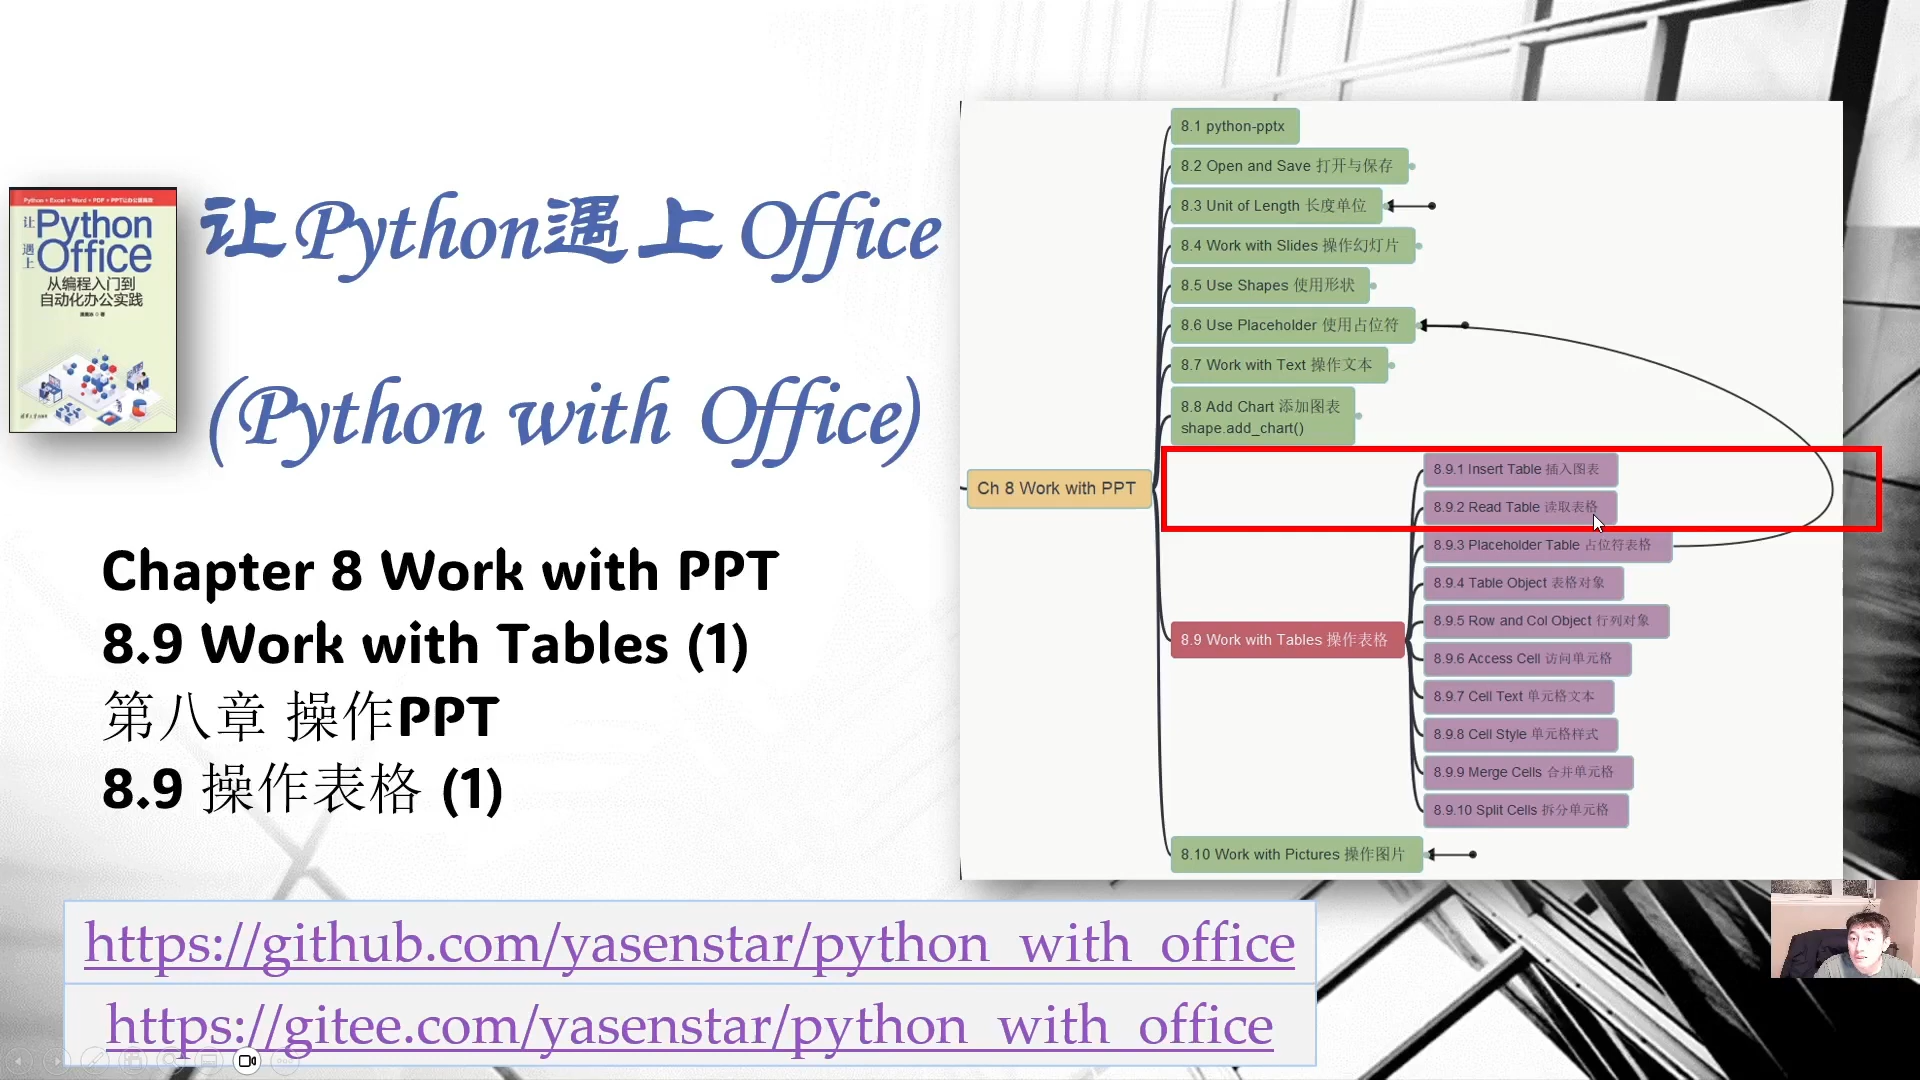 Python + Excel + Word + PDF + PPT让办公更高效
让
Python
遇上
Office
从编程入门到
自动化办公实践
让Python遇上Office
(Python with Office)
Chapter 8 Work with PPT
8.9 Work with Tables (1)
第八章 操作PPT
8.9 操作表格 (1)
Ch 8 Work with PPT
8.1 python-pptx
8.2 Open and Save 打开与保存
8.3 Unit of Length 长度单位
8.4 Work with Slides 操作幻灯片
8.5 Use Shapes 使用形状
8.6 Use Placeholder 使用占位符
8.7 Work with Text 操作文本
8.8 Add Chart 添加图表
shape.add_chart()
8.9 Work with Tables 操作表格
8.9.1 Insert Table 插入图表
8.9.2 Read Table 读取表格
8.9.3 Placeholder Table 占位符表格
8.9.4 Table Object 表格对象
8.9.5 Row and Col Object 行列对象
8.9.6 Access Cell 访问单元格
8.9.7 Cell Text 单元格文本
8.9.8 Cell Style 单元格样式
8.9.9 Merge Cells 合并单元格
8.9.10 Split Cells 拆分单元格
8.10 Work with Pictures 操作图片
https://github.com/yasenstar/python_with_office
https://gitee.com/yasenstar/python_with_office